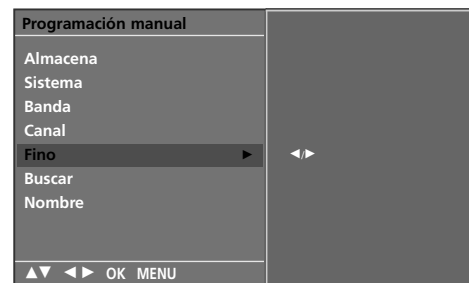 Programación manual
Almacena
Sistema
Banda
Canal
Fino ► ◄/►
Buscar
Nombre
▲▼ ◄► OK MENU